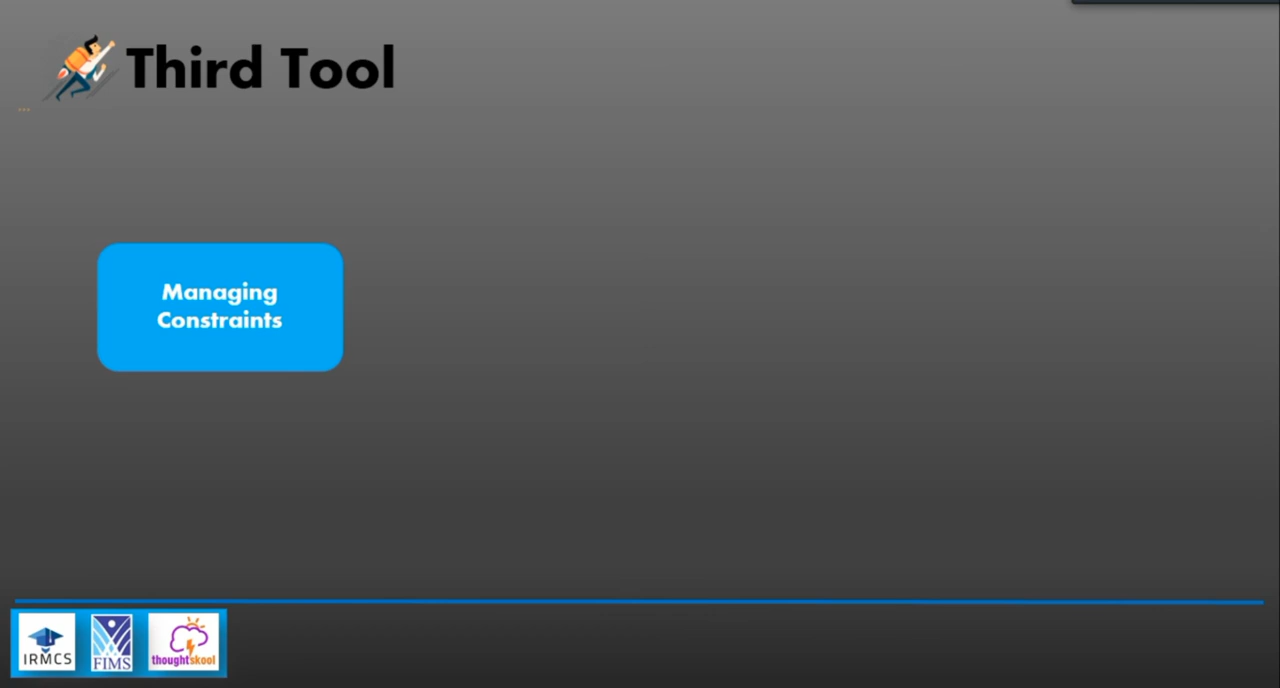 Third Tool
Managing
Constraints
IRMCS
FIMS
thoughtskool